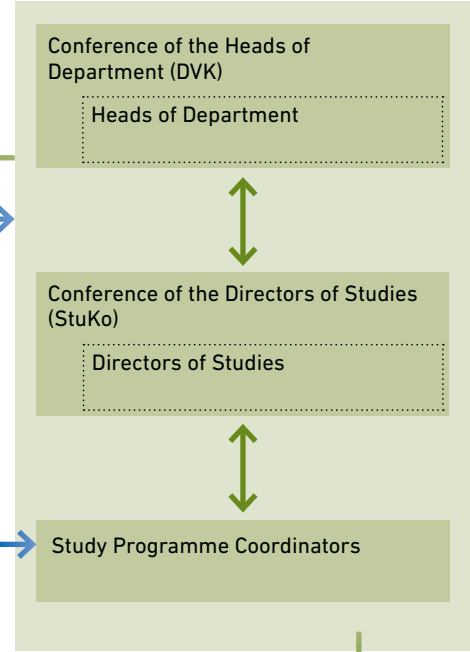 Conference of the Heads of
Department (DVK)
Heads of Department
Conference of the Directors of Studies
(StuKo)
Directors of Studies
Study Programme Coordinators